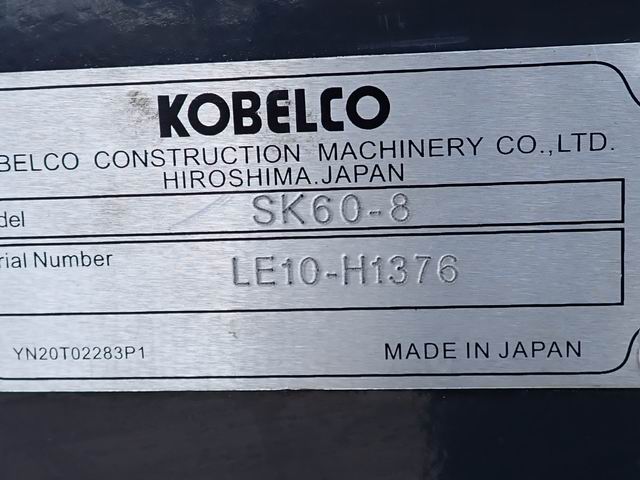 KOBELCO
BELCO CONSTRUCTION MACHINERY CO.,LTD.
HIROSHIMA.JAPAN
del SK60-8
rial Number LE10-H1376
YN20T02283P1 MADE IN JAPAN